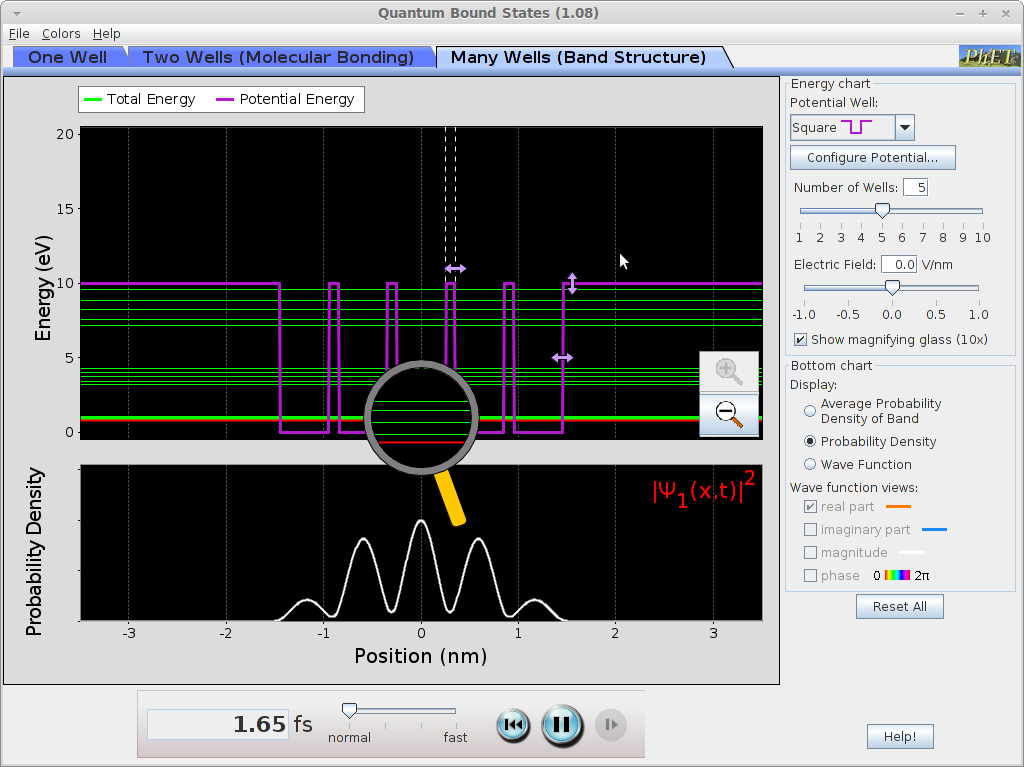 Quantum Bound States (1.08)
File Colors Help
One Well Two Wells (Molecular Bonding) Many Wells (Band Structure)
PhET
Total Energy Potential Energy
Energy (eV)
20
15
10
5
0
Probability Density
|Ψ1(x,t)|2
-3 -2 -1 0 1 2 3
Position (nm)
1.65 fs
normal fast
Energy chart
Potential Well:
Square
Configure Potential...
Number of Wells: 5
1 2 3 4 5 6 7 8 9 10
Electric Field: 0.0 V/nm
-1.0 -0.5 0.0 0.5 1.0
Show magnifying glass (10x)
Bottom chart
Display:
Average Probability
Density of Band
Probability Density
Wave Function
Wave function views:
real part
imaginary part
magnitude
phase 0 2π
Reset All
Help!